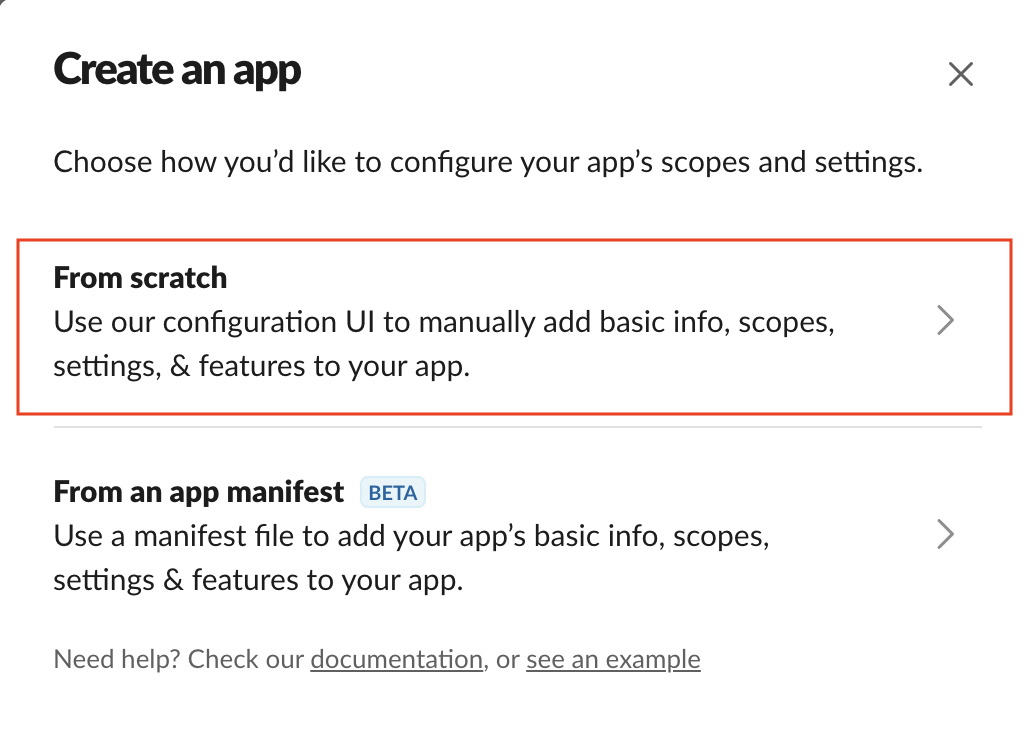 Create an app
Choose how you’d like to configure your app’s scopes and settings.
From scratch
Use our configuration UI to manually add basic info, scopes,
settings, & features to your app.
From an app manifest BETA
Use a manifest file to add your app’s basic info, scopes,
settings & features to your app.
Need help? Check our documentation, or see an example